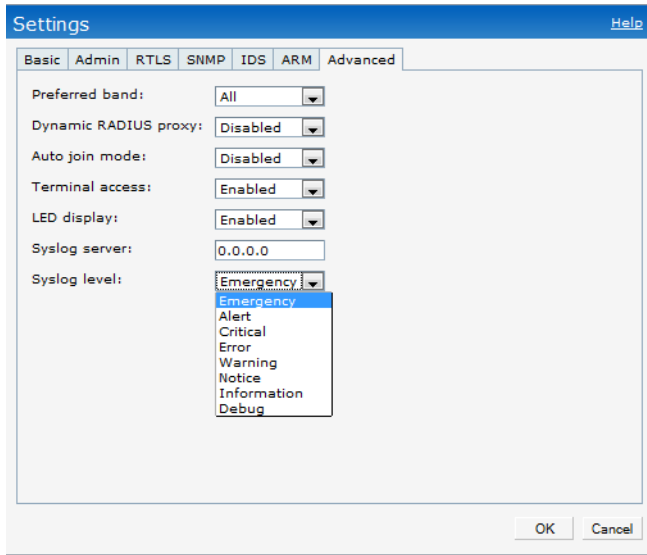 Settings Help
Basic Admin RTLS SNMP IDS ARM Advanced
Preferred band: All
Dynamic RADIUS proxy: Disabled
Auto join mode: Disabled
Terminal access: Enabled
LED display: Enabled
Syslog server: 0.0.0.0
Syslog level: Emergency
Emergency
Alert
Critical
Error
Warning
Notice
Information
Debug
OK Cancel